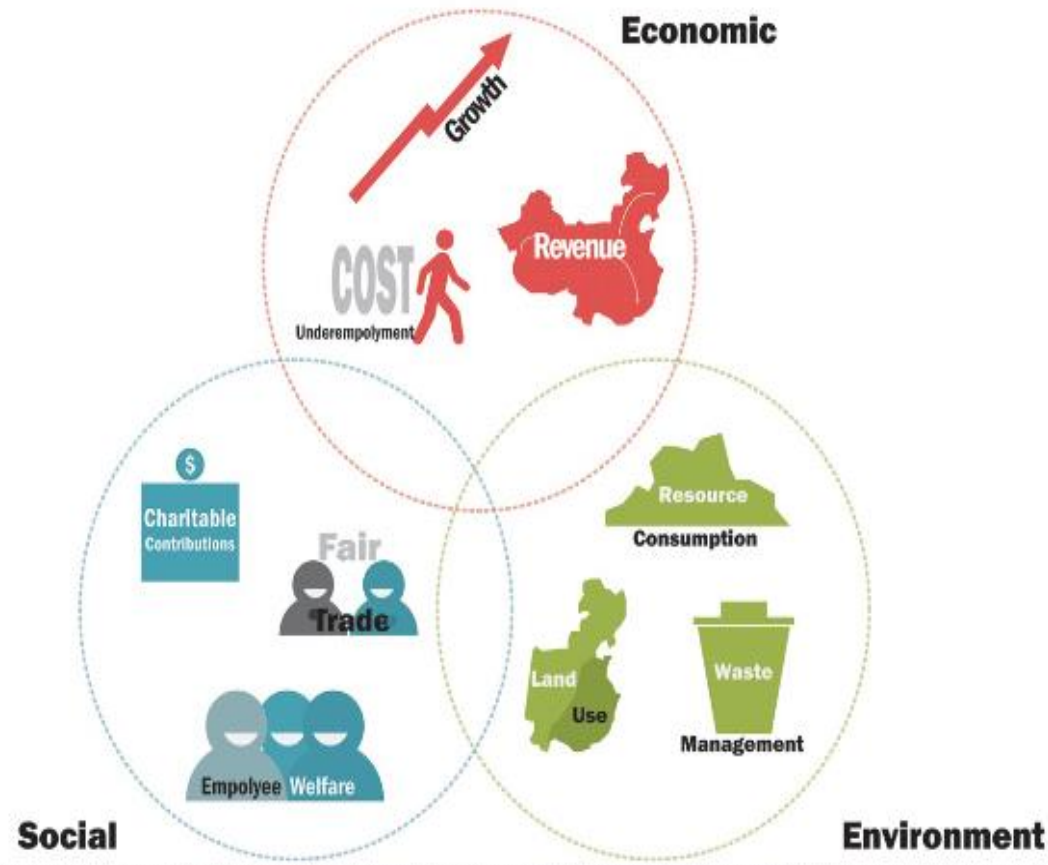 Economic
Growth
Revenue
COST
Underempolyment
$
Charitable
Contributions
Fair
Trade
Empolyee Welfare
Social
Resource
Consumption
Land
Use
Waste
Management
Environment